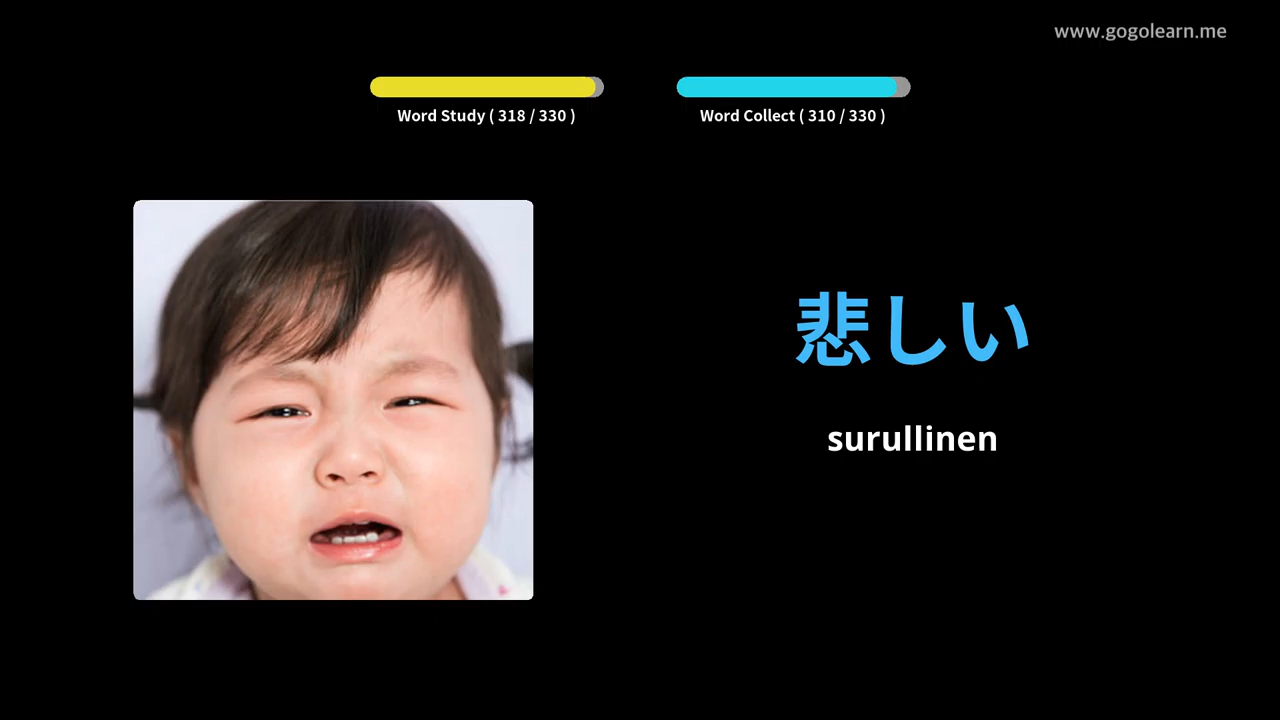 www.gogolearn.me
Word Study ( 318 / 330 )
Word Collect ( 310 / 330 )
悲しい
surullinen